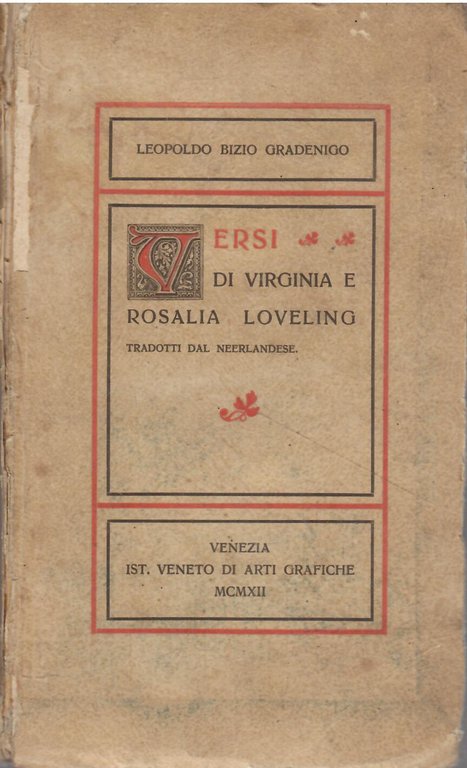 LEOPOLDO BIZIO GRADENIGO
VERSI
DI VIRGINIA E
ROSALIA LOVELING
TRADOTTI DAL NEERLANDESE.
VENEZIA
IST. VENETO DI ARTI GRAFICHE
MCMXII